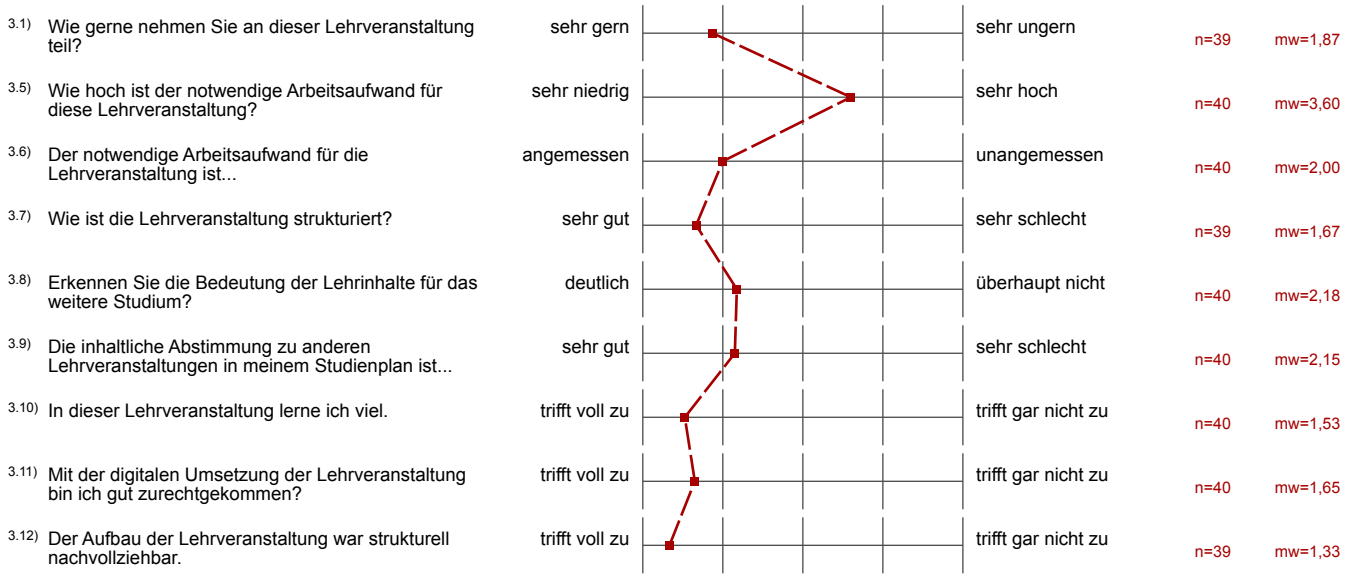 3.1) Wie gerne nehmen Sie an dieser Lehrveranstaltung teil? sehr gern sehr ungern n=39 mw=1,87
3.5) Wie hoch ist der notwendige Arbeitsaufwand für diese Lehrveranstaltung? sehr niedrig sehr hoch n=40 mw=3,60
3.6) Der notwendige Arbeitsaufwand für die Lehrveranstaltung ist... angemessen unangemessen n=40 mw=2,00
3.7) Wie ist die Lehrveranstaltung strukturiert? sehr gut sehr schlecht n=39 mw=1,67
3.8) Erkennen Sie die Bedeutung der Lehrinhalte für das weitere Studium? deutlich überhaupt nicht n=40 mw=2,18
3.9) Die inhaltliche Abstimmung zu anderen Lehrveranstaltungen in meinem Studienplan ist... sehr gut sehr schlecht n=40 mw=2,15
3.10) In dieser Lehrveranstaltung lerne ich viel. trifft voll zu trifft gar nicht zu n=40 mw=1,53
3.11) Mit der digitalen Umsetzung der Lehrveranstaltung bin ich gut zurechtgekommen? trifft voll zu trifft gar nicht zu n=40 mw=1,65
3.12) Der Aufbau der Lehrveranstaltung war strukturell nachvollziehbar. trifft voll zu trifft gar nicht zu n=39 mw=1,33